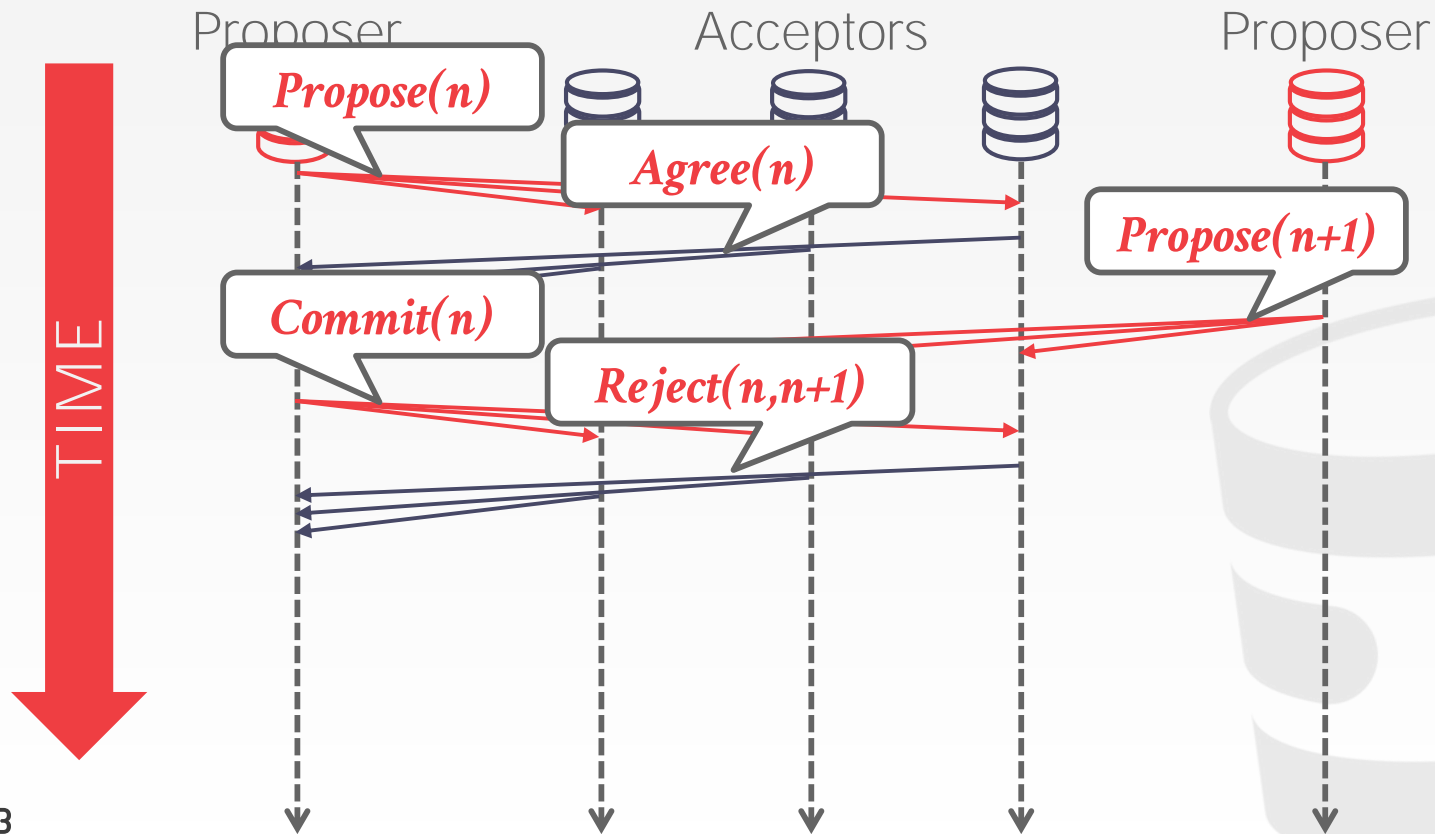 Proposer
Acceptors
Proposer
Propose(n)
Agree(n)
Propose(n+1)
Commit(n)
Reject(n,n+1)
TIME